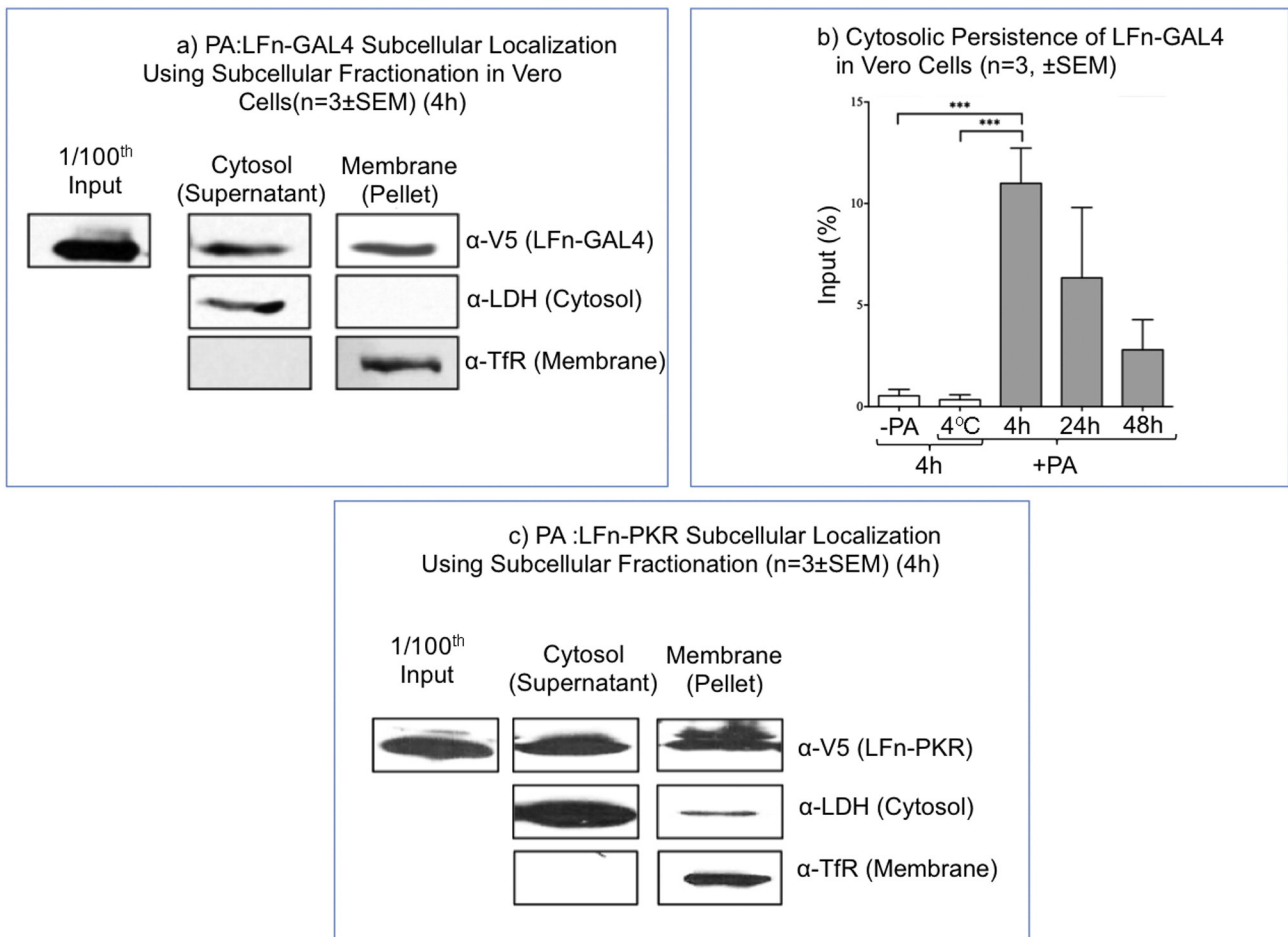 a) PA:LFn-GAL4 Subcellular Localization
Using Subcellular Fractionation in Vero
Cells(n=3±SEM) (4h)
1/100th
Input
Cytosol
(Supernatant)
Membrane
(Pellet)
α-V5 (LFn-GAL4)
α-LDH (Cytosol)
α-TfR (Membrane)
b) Cytosolic Persistence of LFn-GAL4
in Vero Cells (n=3, ±SEM)
Input (%)
15
10
5
0
***
***
-PA
4°C
4h
24h
48h
4h
+PA
c) PA :LFn-PKR Subcellular Localization
Using Subcellular Fractionation (n=3±SEM) (4h)
1/100th
Input
Cytosol
(Supernatant)
Membrane
(Pellet)
α-V5 (LFn-PKR)
α-LDH (Cytosol)
α-TfR (Membrane)